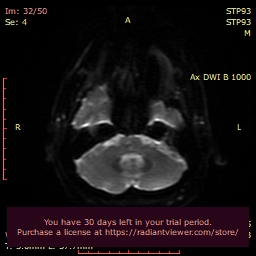 Im: 32/50
Se: 4
A
STP93
STP93
M
Ax DWI B 1000
R
L
You have 30 days left in your trial period.
Purchase a license at https://radiantviewer.com/store/